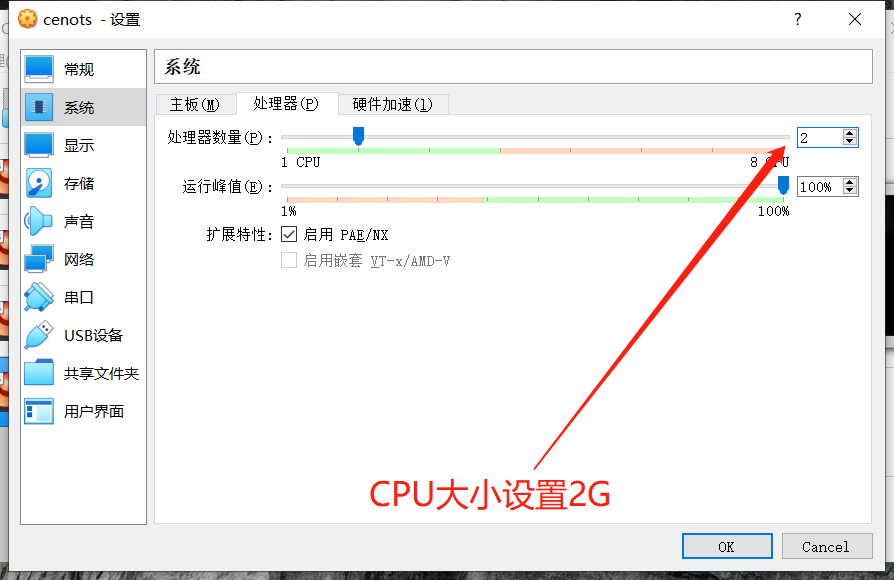 cenots - 设置
?
常规
系统
显示
存储
声音
网络
串口
USB设备
共享文件夹
用户界面
系统
主板(M) 处理器(P) 硬件加速(l)
处理器数量(P): 2
1 CPU 8 CPU
运行峰值(E): 100%
1% 100%
扩展特性: 启用 PAE/NX
启用嵌套 VT-x/AMD-V
CPU大小设置2G
OK Cancel